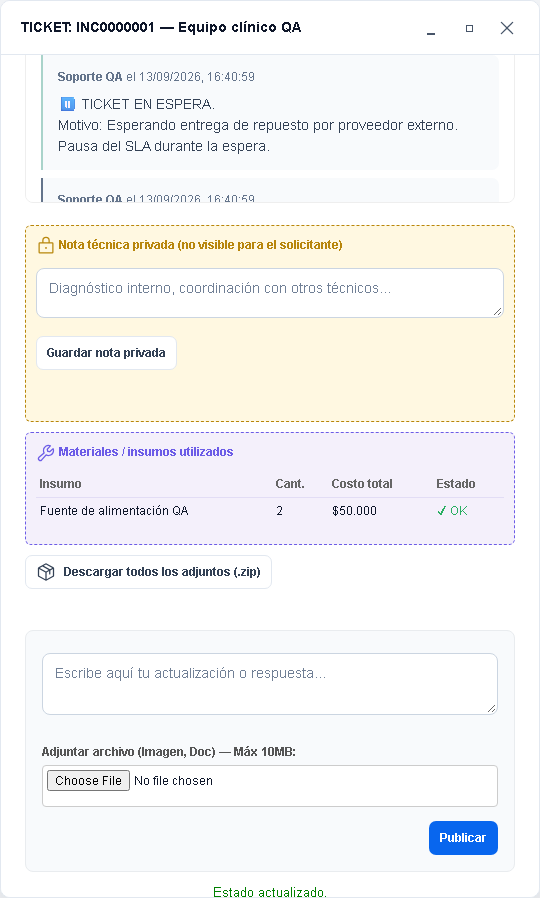 TICKET: INC0000001 — Equipo clínico QA
Soporte QA el 13/09/2026, 16:40:59
⏸ TICKET EN ESPERA.
Motivo: Esperando entrega de repuesto por proveedor externo.
Pausa del SLA durante la espera.
Soporte QA el 13/09/2026, 16:40:59
Nota técnica privada (no visible para el solicitante)
Diagnóstico interno, coordinación con otros técnicos...
Guardar nota privada
Materiales / insumos utilizados
Insumo Cant. Costo total Estado
Fuente de alimentación QA 2 $50.000 ✓ OK
Descargar todos los adjuntos (.zip)
Escribe aquí tu actualización o respuesta...
Adjuntar archivo (Imagen, Doc) — Máx 10MB:
Choose File No file chosen
Publicar
Estado actualizado.